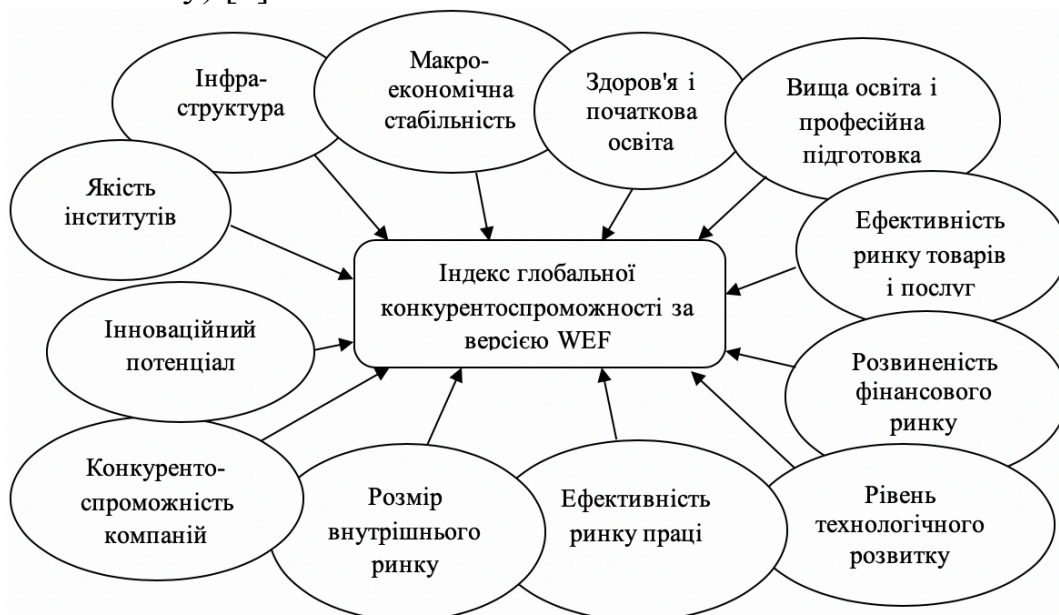 Інфра-
структура
Макро-
економічна
стабільність
Здоров'я і
початкова
освіта
Вища освіта і
професійна
підготовка
Якість
інститутів
Ефективність
ринку товарів
і послуг
Індекс глобальної
конкурентоспроможності за
версією WEF
Інноваційний
потенціал
Розвиненість
фінансового
ринку
Конкуренто-
спроможність
компаній
Розмір
внутрішнього
ринку
Ефективність
ринку праці
Рівень
технологічного
розвитку